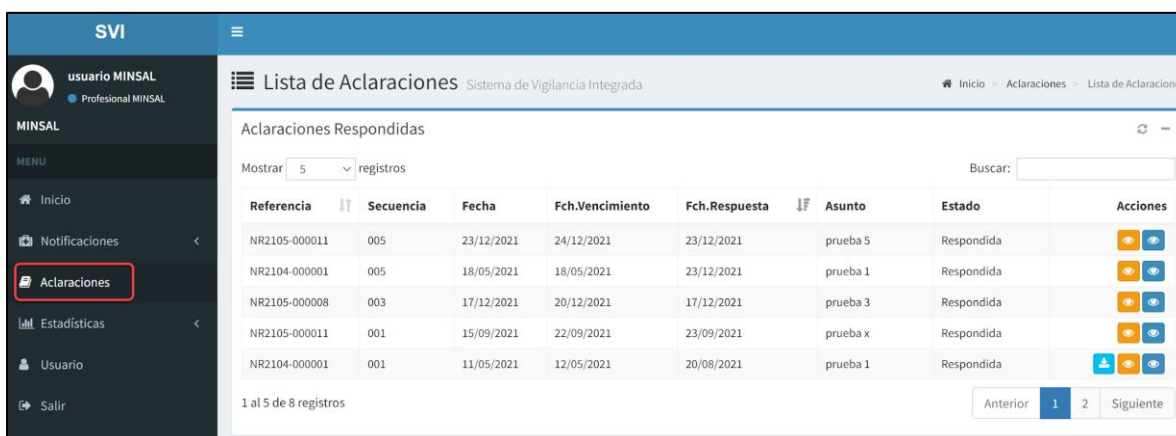 SVI
usuario MINSAL
Profesional MINSAL
MINSAL
MENU
Inicio
Notificaciones
Aclaraciones
Estadísticas
Usuario
Salir
Lista de Aclaraciones Sistema de Vigilancia Integrada
Inicio > Aclaraciones > Lista de Aclaracion
Aclaraciones Respondidas
Mostrar 5 registros
Buscar:
Referencia Secuencia Fecha Fch.Vencimiento Fch.Respuesta Asunto Estado Acciones
NR2105-000011 005 23/12/2021 24/12/2021 23/12/2021 prueba 5 Respondida
NR2104-000001 005 18/05/2021 18/05/2021 23/12/2021 prueba 1 Respondida
NR2105-000008 003 17/12/2021 20/12/2021 17/12/2021 prueba 3 Respondida
NR2105-000011 001 15/09/2021 22/09/2021 23/09/2021 prueba x Respondida
NR2104-000001 001 11/05/2021 12/05/2021 20/08/2021 prueba 1 Respondida
1 al 5 de 8 registros
Anterior 1 2 Siguiente